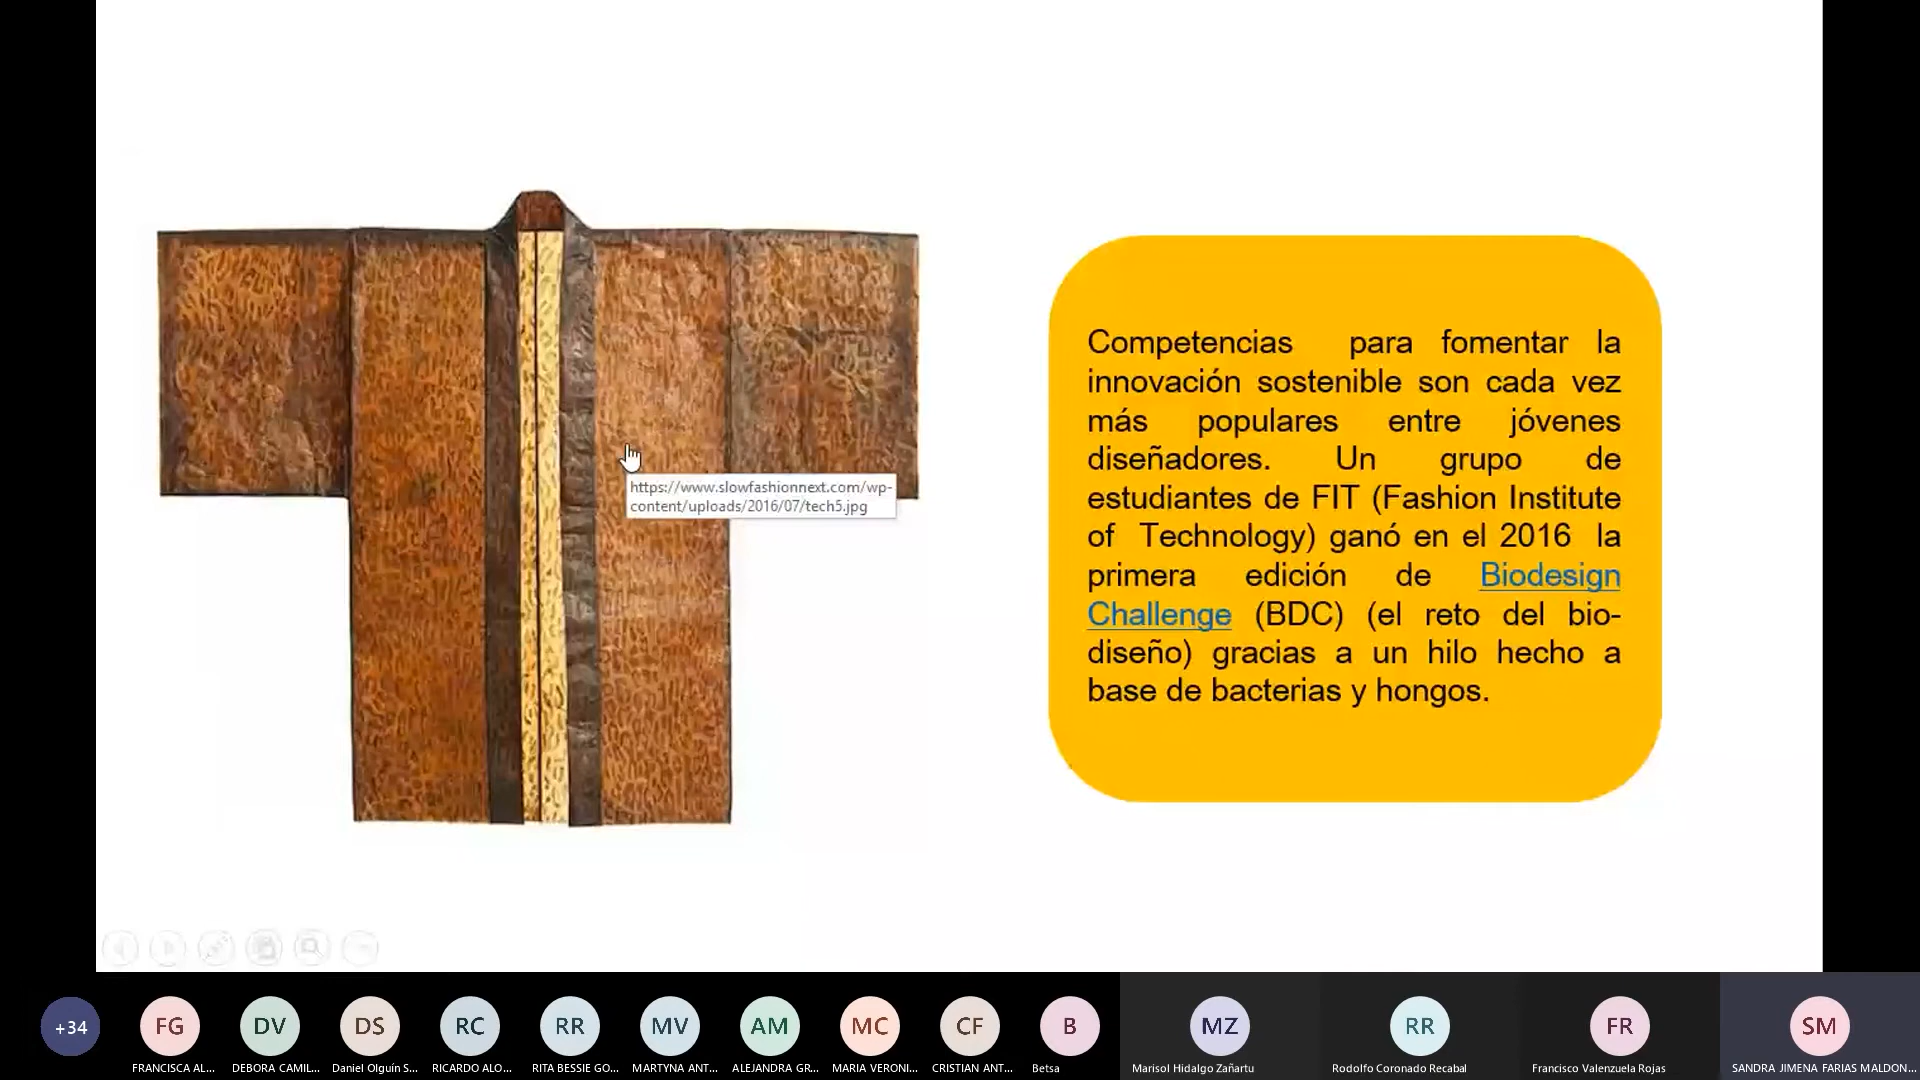 Competencias para fomentar la
innovación sostenible son cada vez
más populares entre jóvenes
diseñadores. Un grupo de
estudiantes de FIT (Fashion Institute
of Technology) ganó en el 2016 la
primera edición de Biodesign
Challenge (BDC) (el reto del bio-
diseño) gracias a un hilo hecho a
base de bacterias y hongos.
https://www.slowfashionnext.com/wp-
content/uploads/2016/07/tech5.jpg
+34
FG
DV
DS
RC
RR
MV
AM
MC
CF
B
MZ
RR
FR
SM
FRANCISCA AL...
DEBORA CAMIL...
Daniel Olguín S...
RICARDO ALO...
RITA BESSIE GO...
MARTYNA ANT...
ALEJANDRA GR...
MARIA VERONI...
CRISTIAN ANT...
Betsa
Marisol Hidalgo Zañartu
Rodolfo Coronado Recabal
Francisco Valenzuela Rojas
SANDRA JIMENA FARIAS MALDON...